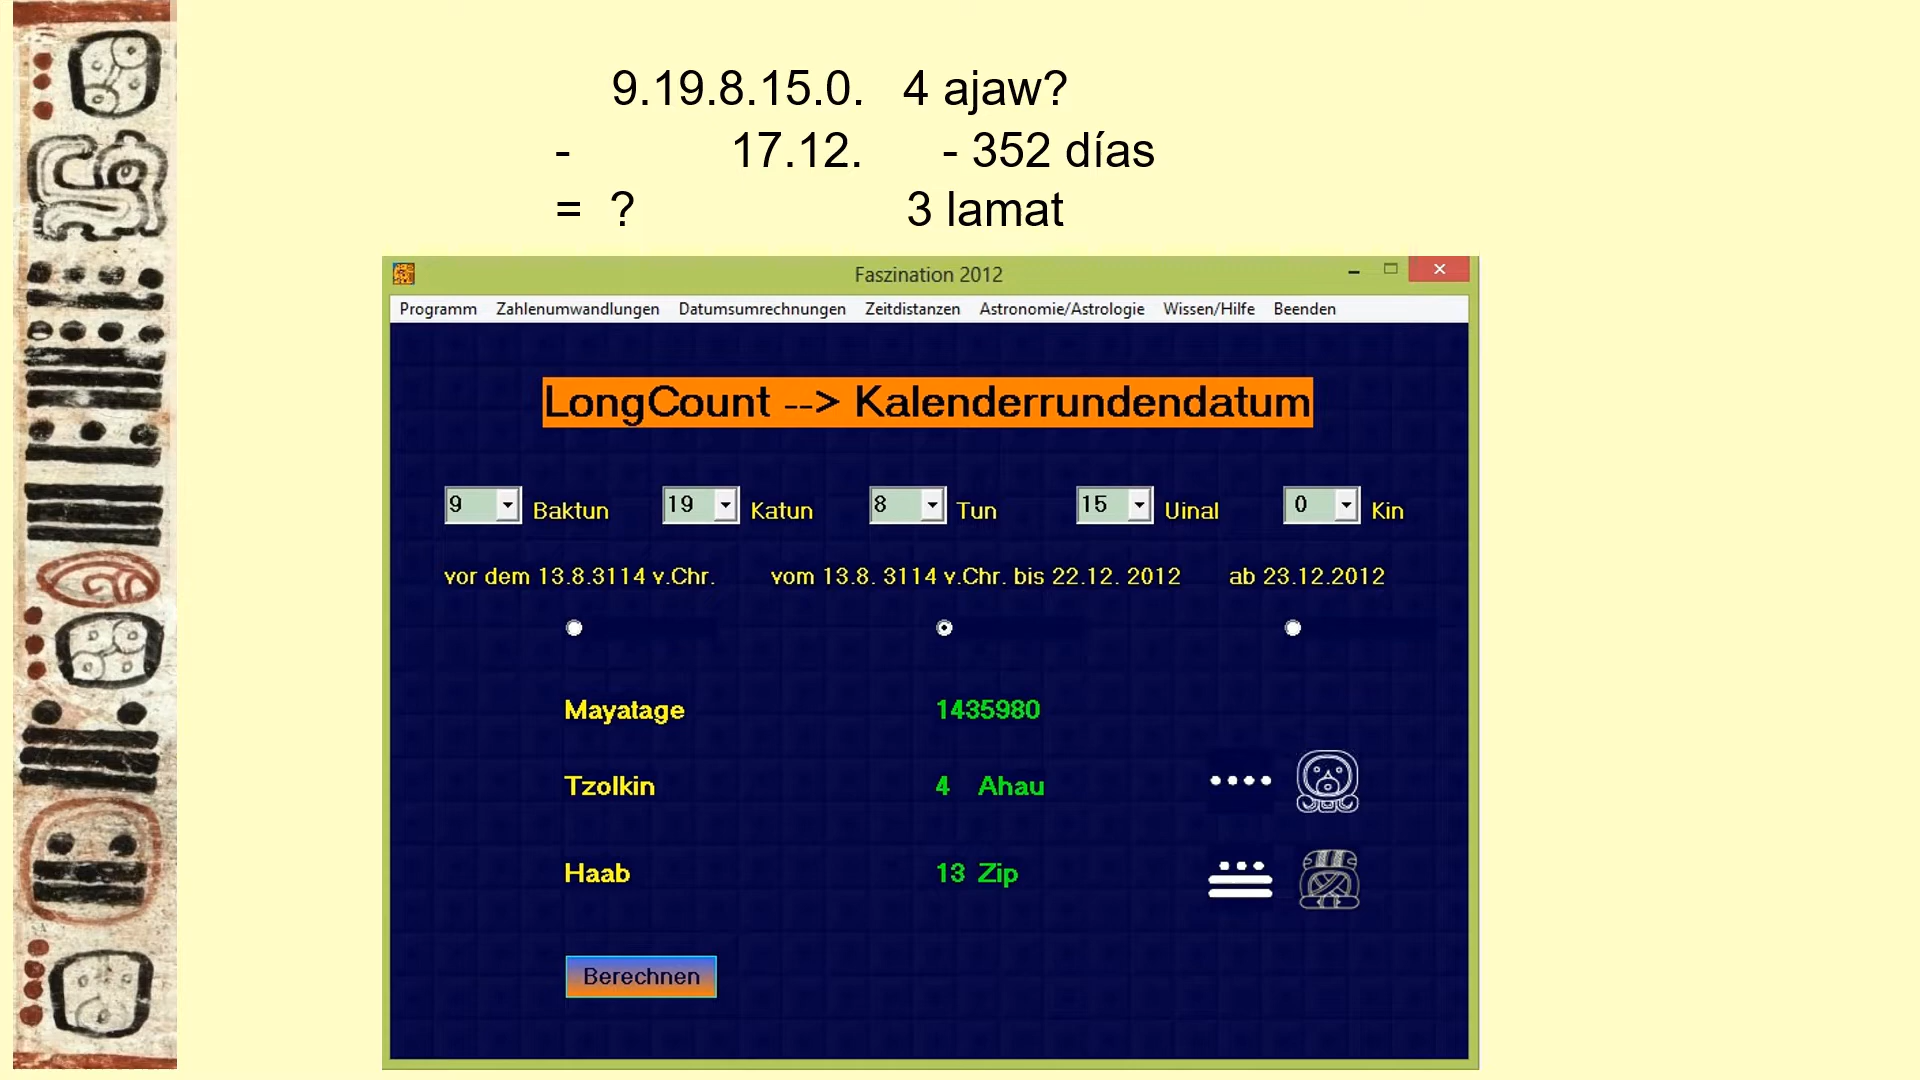 9.19.8.15.0. 4 ajaw?
- 17.12. - 352 días
= ? 3 lamat
Faszination 2012
Programm Zahlenumwandlungen Datumsumrechnungen Zeitdistanzen Astronomie/Astrologie Wissen/Hilfe Beenden
LongCount --> Kalenderrundendatum
9 Baktun 19 Katun 8 Tun 15 Uinal 0 Kin
vor dem 13.8.3114 v.Chr. vom 13.8. 3114 v.Chr. bis 22.12. 2012 ab 23.12.2012
Mayatage 1435980
Tzolkin 4 Ahau
Haab 13 Zip
Berechnen